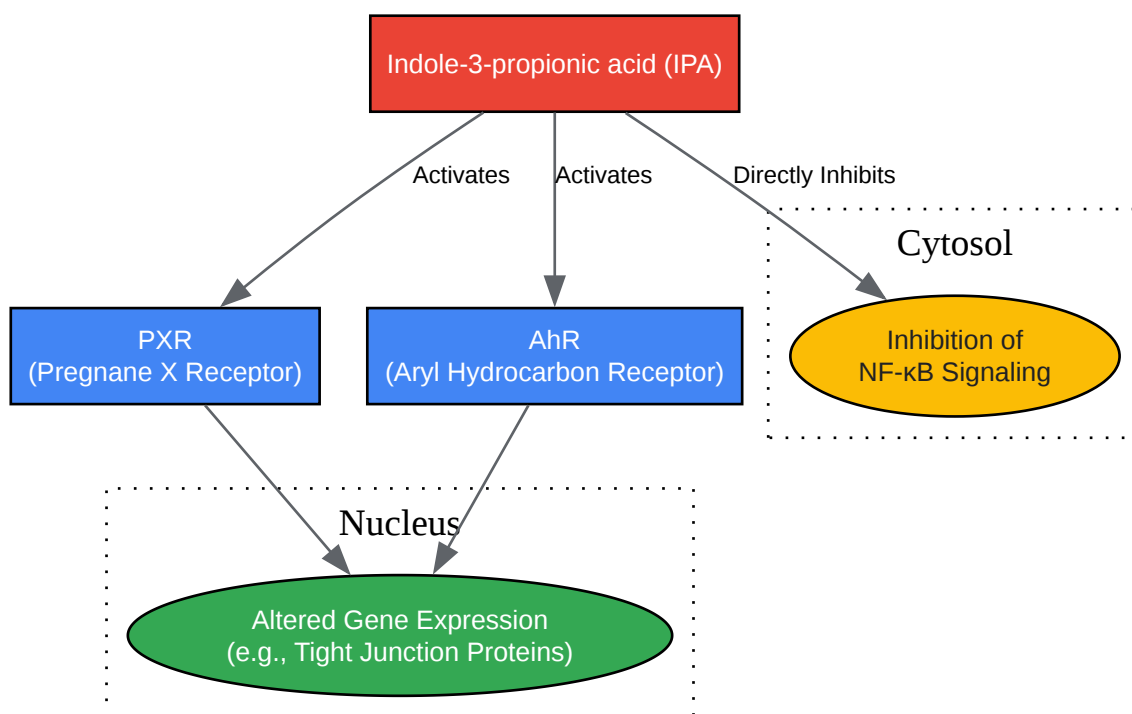 Indole-3-propionic acid (IPA)
Activates
Activates
Directly Inhibits
Cytosol
PXR
(Pregnane X Receptor)
AhR
(Aryl Hydrocarbon Receptor)
Inhibition of
NF-κB Signaling
Nucleus
Altered Gene Expression
(e.g., Tight Junction Proteins)